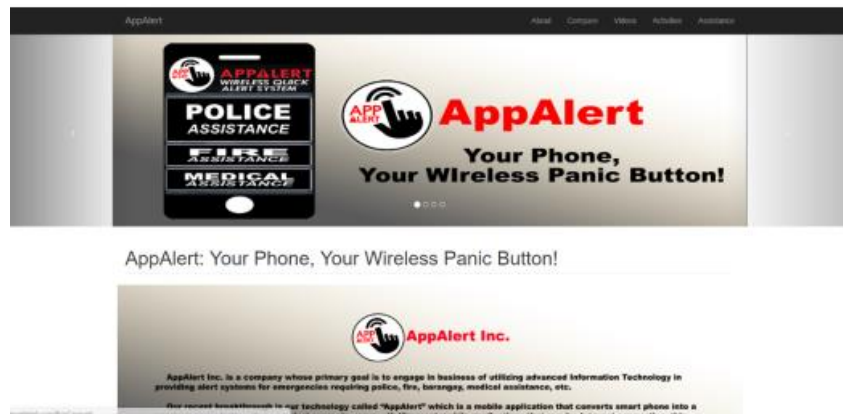 AppAlert
About Compare Videos Activities Assistance
APP ALERT
APPALERT
WIRELESS QUICK
ALERT SYSTEM
POLICE
ASSISTANCE
FIRE
ASSISTANCE
MEDICAL
ASSISTANCE
APP
ALERT
AppAlert
Your Phone,
Your WIreless Panic Button!
AppAlert: Your Phone, Your Wireless Panic Button!
APP
ALERT
AppAlert Inc.
AppAlert Inc. is a company whose primary goal is to engage in business of utilizing advanced Information Technology in
providing alert systems for emergencies requiring police, fire, barangay, medical assistance, etc.
Our recent breakthrough is our technology called "AppAlert" which is a mobile application that converts smart phone into a